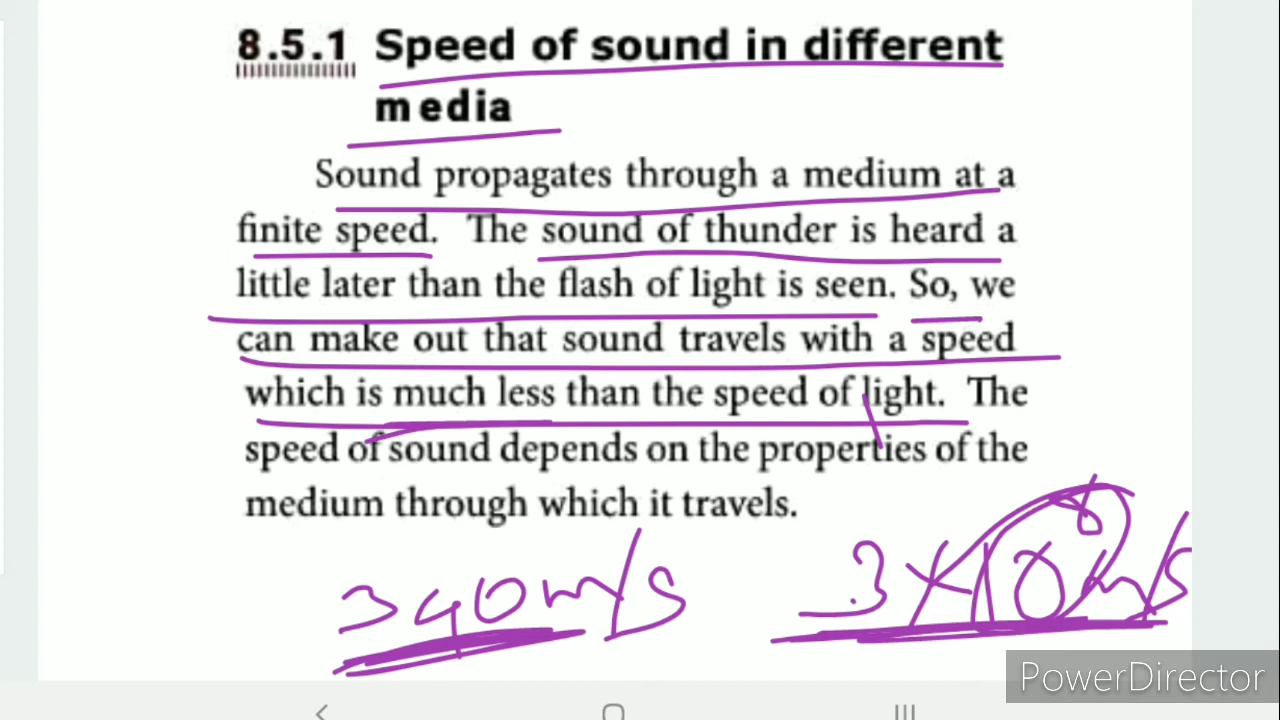 8.5.1 Speed of sound in different
media
Sound propagates through a medium at a
finite speed. The sound of thunder is heard a
little later than the flash of light is seen. So, we
can make out that sound travels with a speed
which is much less than the speed of light. The
speed of sound depends on the properties of the
medium through which it travels.
340m/s 3×10⁸m/s
PowerDirector